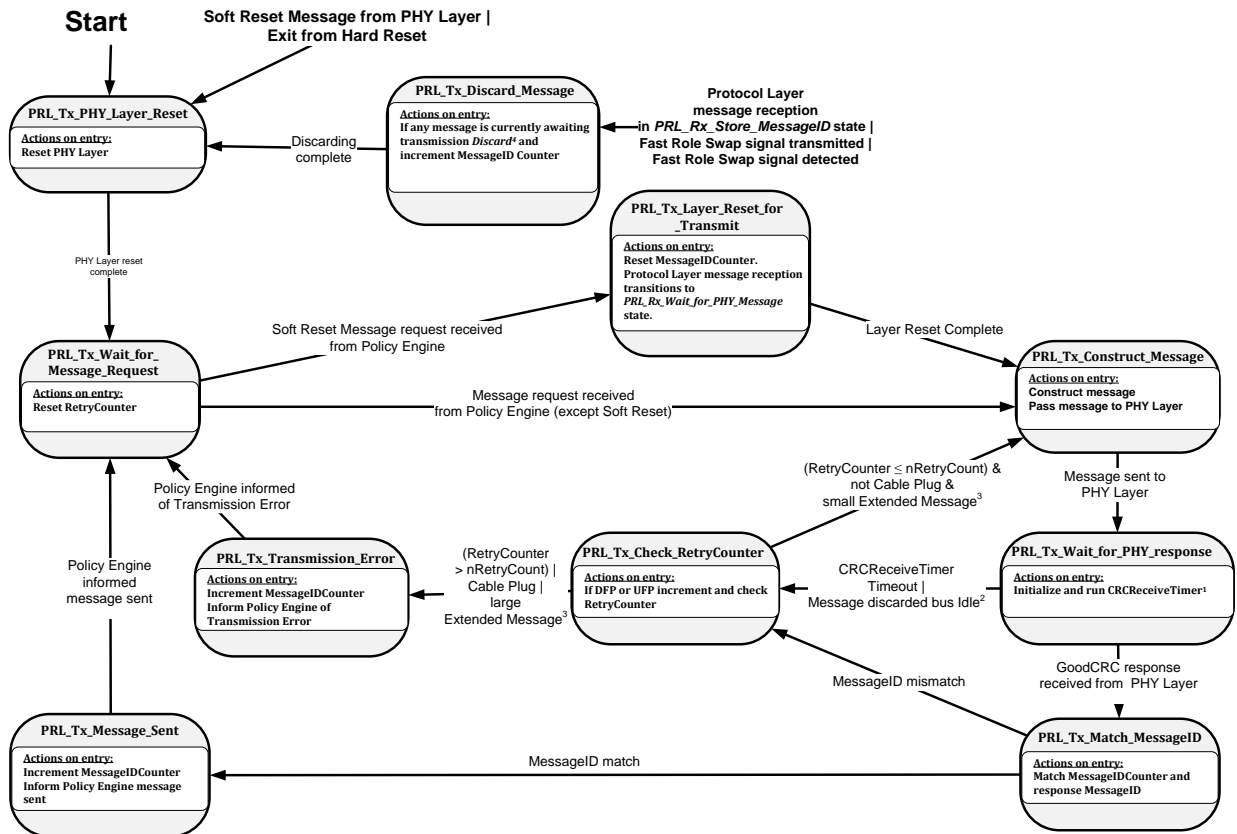 Start
Soft Reset Message from PHY Layer |
Exit from Hard Reset
PRL_Tx_PHY_Layer_Reset
Actions on entry:
Reset PHY Layer
PRL_Tx_Discard_Message
Actions on entry:
If any message is currently awaiting
transmission Discard⁴ and
increment MessageID Counter
Protocol Layer
message reception
in PRL_Rx_Store_MessageID state |
Fast Role Swap signal transmitted |
Fast Role Swap signal detected
Discarding
complete
PRL_Tx_Layer_Reset_for
_Transmit
Actions on entry:
Reset MessageIDCounter.
Protocol Layer message reception
transitions to
PRL_Rx_Wait_for_PHY_Message
state.
PHY Layer reset
complete
Soft Reset Message request received
from Policy Engine
Layer Reset Complete
PRL_Tx_Wait_for_
Message_Request
Actions on entry:
Reset RetryCounter
Message request received
from Policy Engine (except Soft Reset)
PRL_Tx_Construct_Message
Actions on entry:
Construct message
Pass message to PHY Layer
(RetryCounter ≤ nRetryCount) &
not Cable Plug &
small Extended Message³
Message sent to
PHY Layer
Policy Engine informed
of Transmission Error
Policy Engine
informed
message sent
PRL_Tx_Transmission_Error
Actions on entry:
Increment MessageIDCounter
Inform Policy Engine of
Transmission Error
(RetryCounter
> nRetryCount) |
Cable Plug |
large
Extended Message³
PRL_Tx_Check_RetryCounter
Actions on entry:
If DFP or UFP increment and check
RetryCounter
CRCReceiveTimer
Timeout |
Message discarded bus Idle²
PRL_Tx_Wait_for_PHY_response
Actions on entry:
Initialize and run CRCReceiveTimer¹
GoodCRC response
received from PHY Layer
MessageID mismatch
PRL_Tx_Message_Sent
Actions on entry:
Increment MessageIDCounter
Inform Policy Engine message
sent
MessageID match
PRL_Tx_Match_MessageID
Actions on entry:
Match MessageIDCounter and
response MessageID